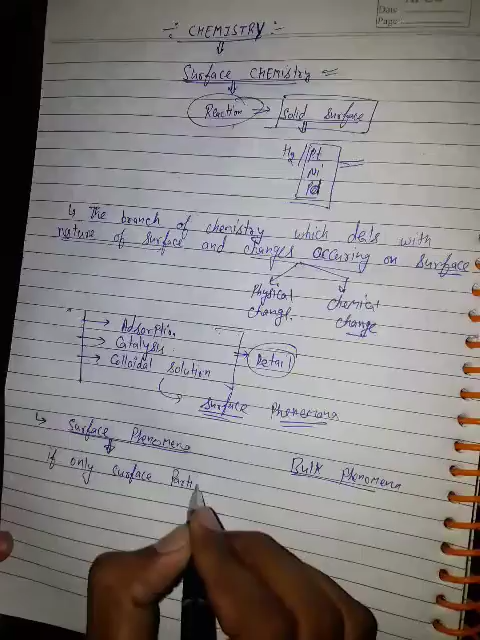 Date
Page
-: CHEMISTRY :-
Surface CHEMistry
Reaction → Solid Surface
H2 / Pt
Ni
Pd
↳ The branch of chemistry which deals with
nature of surface and changes occuring on surface
Physical change
chemical change
→ Adsorption
→ Catalysis
→ Colloidal Solution
Detail
Surface Phenomena
↳ Surface Phenomena
Bulk Phenomena
If only surface Parti